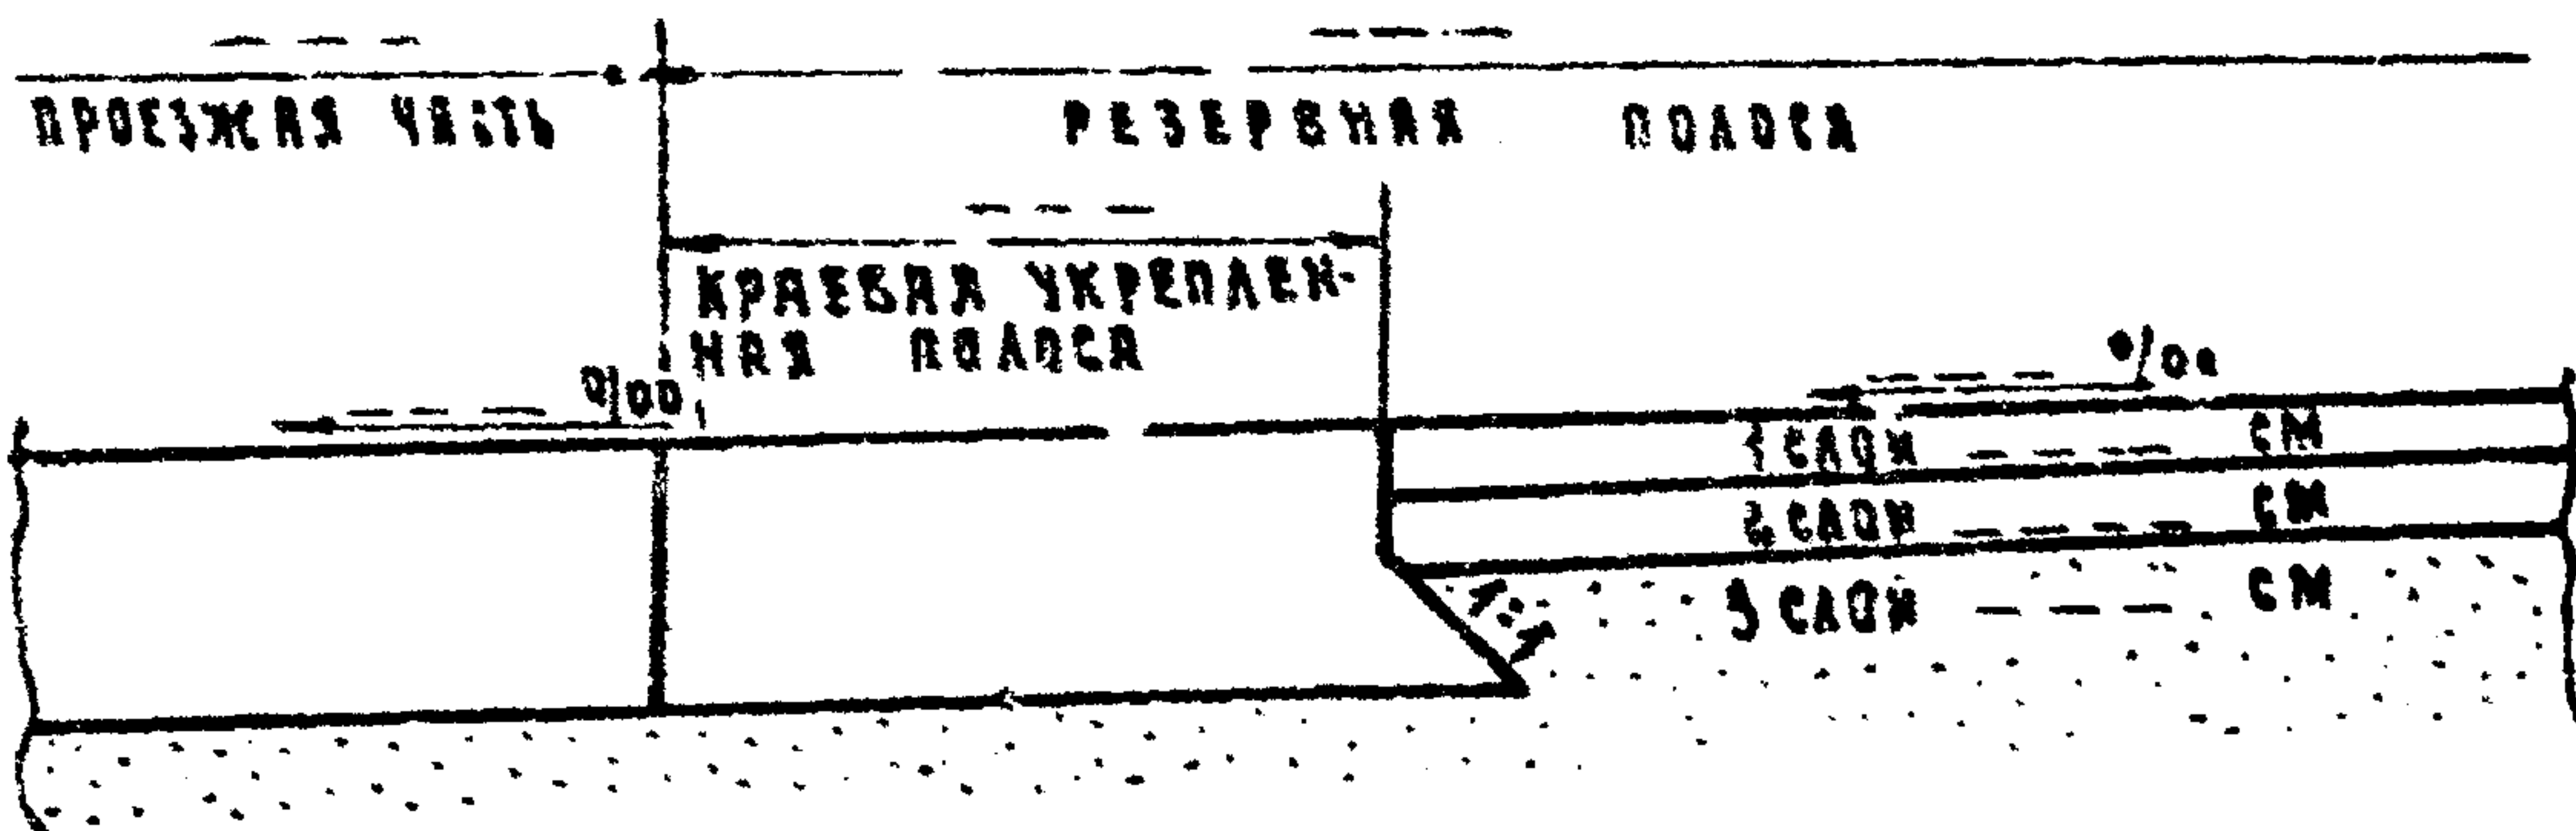 ПРОЕЗЖАЯ ЧАСТЬ
РЕЗЕРВНАЯ ПОЛОСА
КРАЕВАЯ УКРЕПЛЕН-
НАЯ ПОЛОСА
‰
‰
1 СЛОЙ — — — СМ
2 СЛОЙ — — — СМ
3 СЛОЙ — — — СМ
1:1